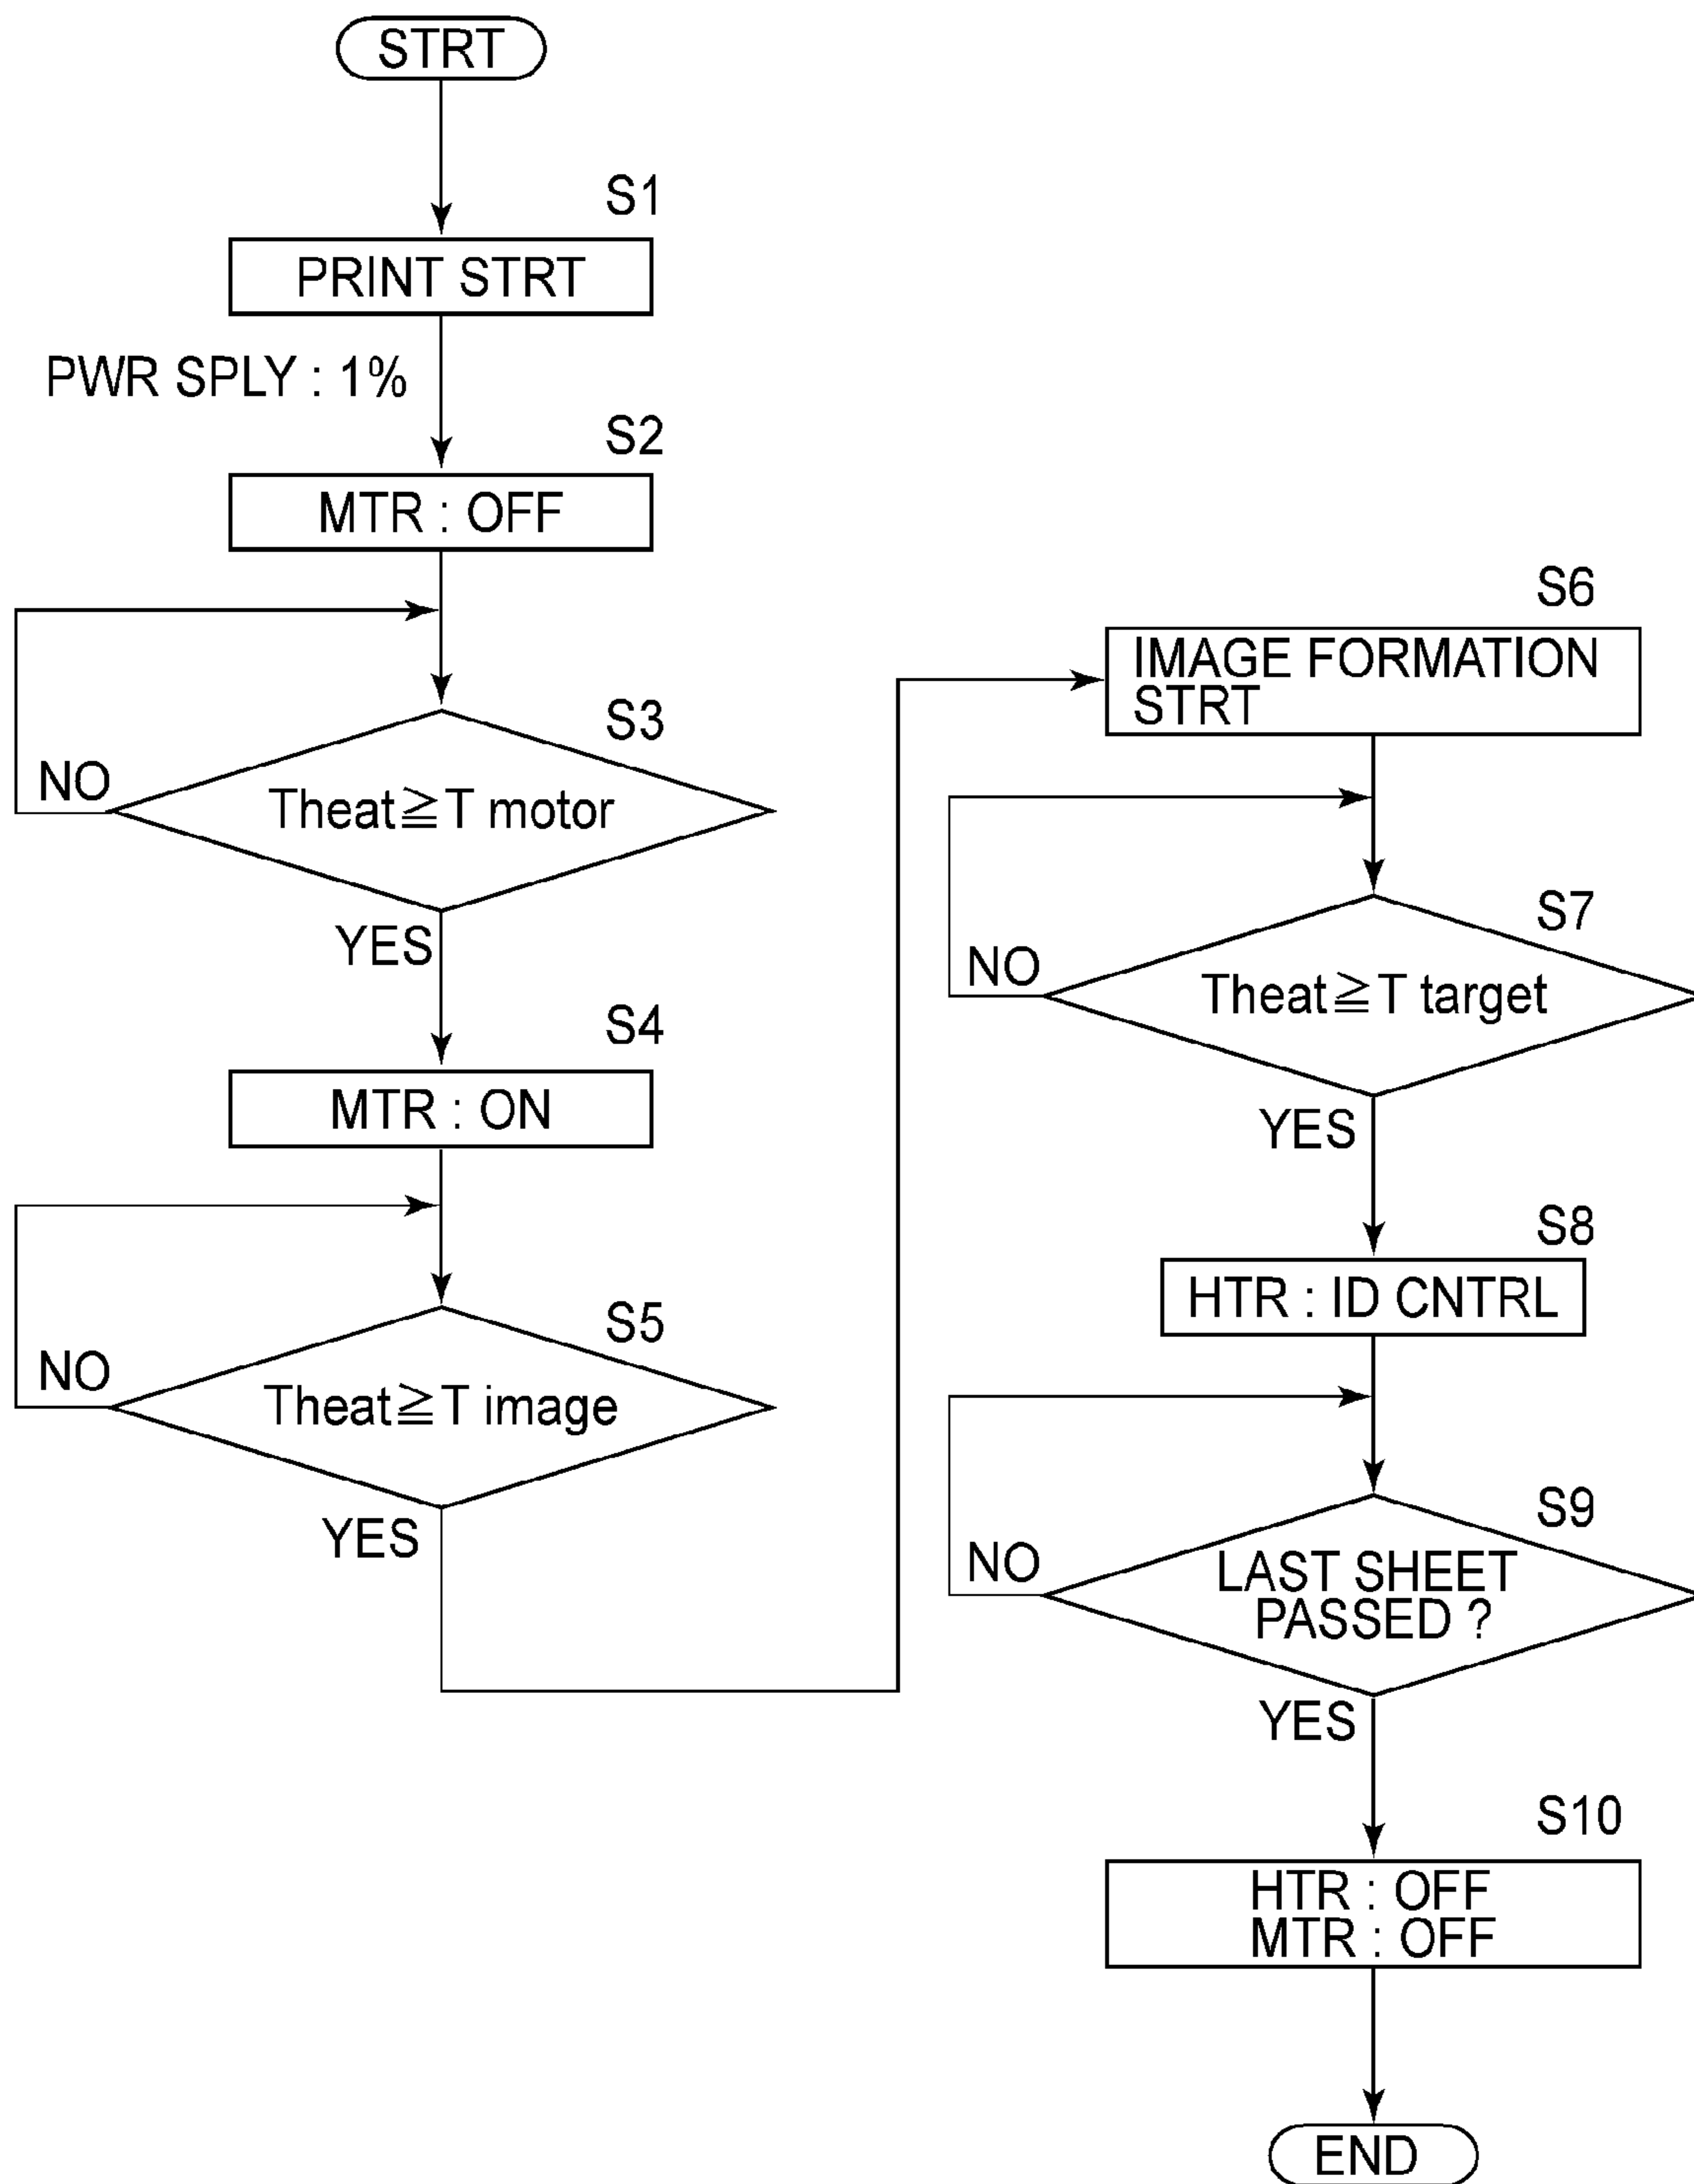 STRT
S1
PRINT STRT
PWR SPLY : 1%
S2
MTR : OFF
S3
NO
Theat≧T motor
YES
S4
MTR : ON
S5
NO
Theat≧T image
YES
S6
IMAGE FORMATION
STRT
S7
NO
Theat≧T target
YES
S8
HTR : ID CNTRL
S9
NO
LAST SHEET
PASSED ?
YES
S10
HTR : OFF
MTR : OFF
END